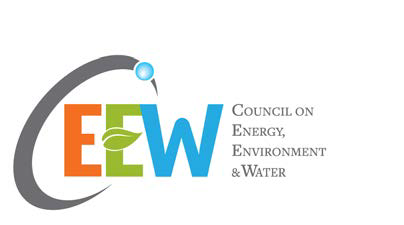 CEEW
COUNCIL ON
ENERGY,
ENVIRONMENT
& WATER